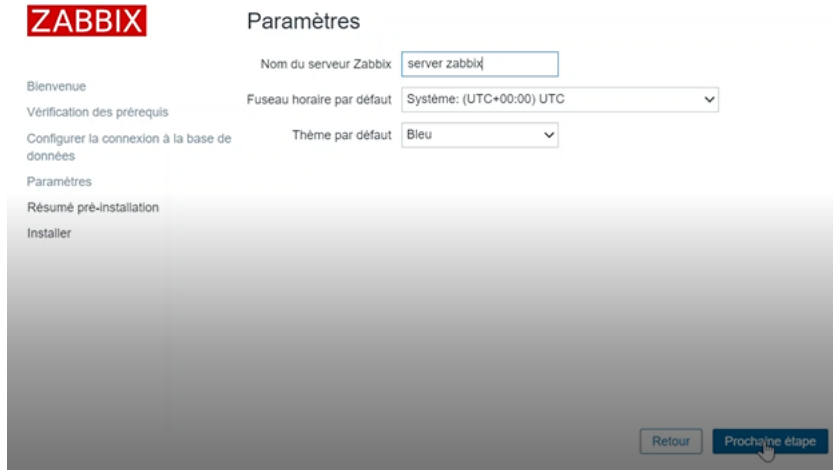 ZABBIX
Paramètres
Nom du serveur Zabbix server zabbix
Fuseau horaire par défaut Système: (UTC+00:00) UTC
Thème par défaut Bleu
Bienvenue
Vérification des prérequis
Configurer la connexion à la base de
données
Paramètres
Résumé pré-installation
Installer
Retour Prochaine étape